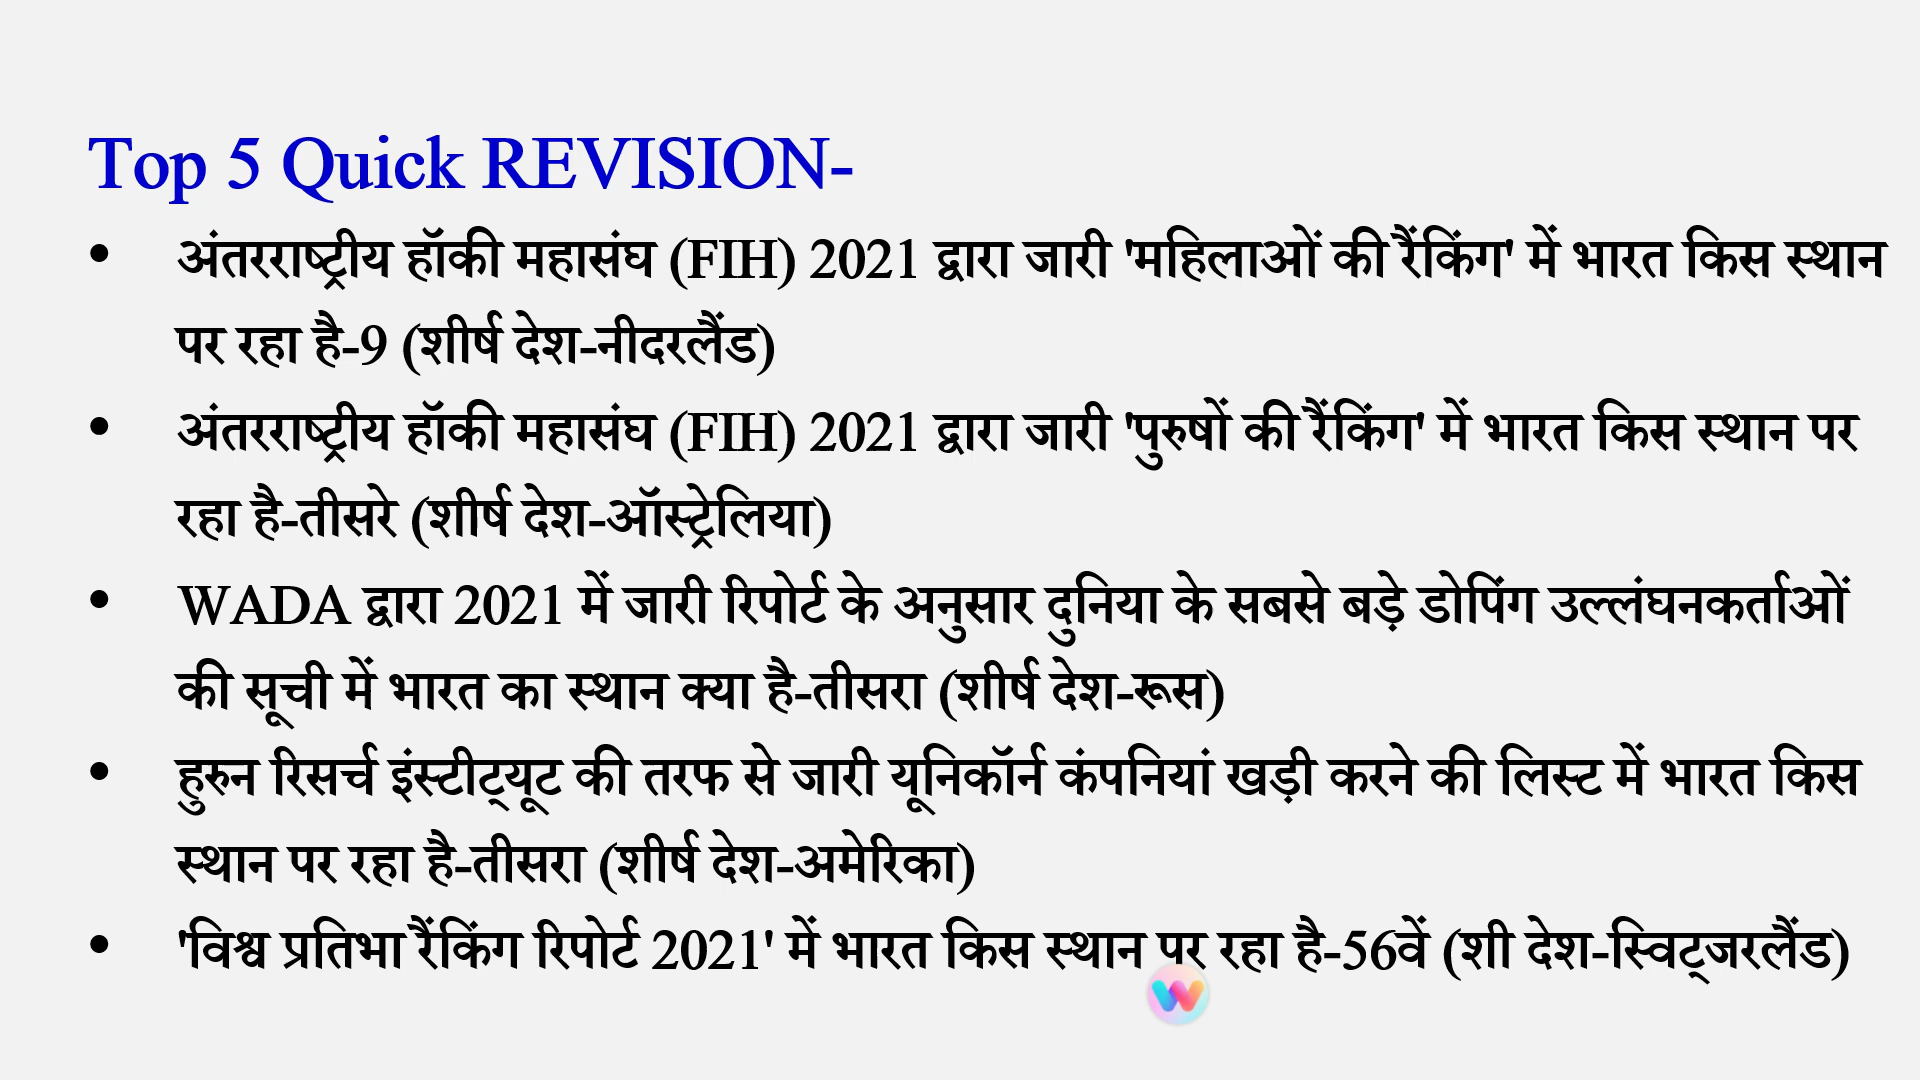 Top 5 Quick REVISION-
• अंतरराष्ट्रीय हॉकी महासंघ (FIH) 2021 द्वारा जारी 'महिलाओं की रैंकिंग' में भारत किस स्थान
पर रहा है-9 (शीर्ष देश-नीदरलैंड)
• अंतरराष्ट्रीय हॉकी महासंघ (FIH) 2021 द्वारा जारी 'पुरुषों की रैंकिंग' में भारत किस स्थान पर
रहा है-तीसरे (शीर्ष देश-ऑस्ट्रेलिया)
• WADA द्वारा 2021 में जारी रिपोर्ट के अनुसार दुनिया के सबसे बड़े डोपिंग उल्लंघनकर्ताओं
की सूची में भारत का स्थान क्या है-तीसरा (शीर्ष देश-रूस)
• हुरुन रिसर्च इंस्टीट्यूट की तरफ से जारी यूनिकॉर्न कंपनियां खड़ी करने की लिस्ट में भारत किस
स्थान पर रहा है-तीसरा (शीर्ष देश-अमेरिका)
• 'विश्व प्रतिभा रैंकिंग रिपोर्ट 2021' में भारत किस स्थान पर रहा है-56वें (शी देश-स्विट्जरलैंड)